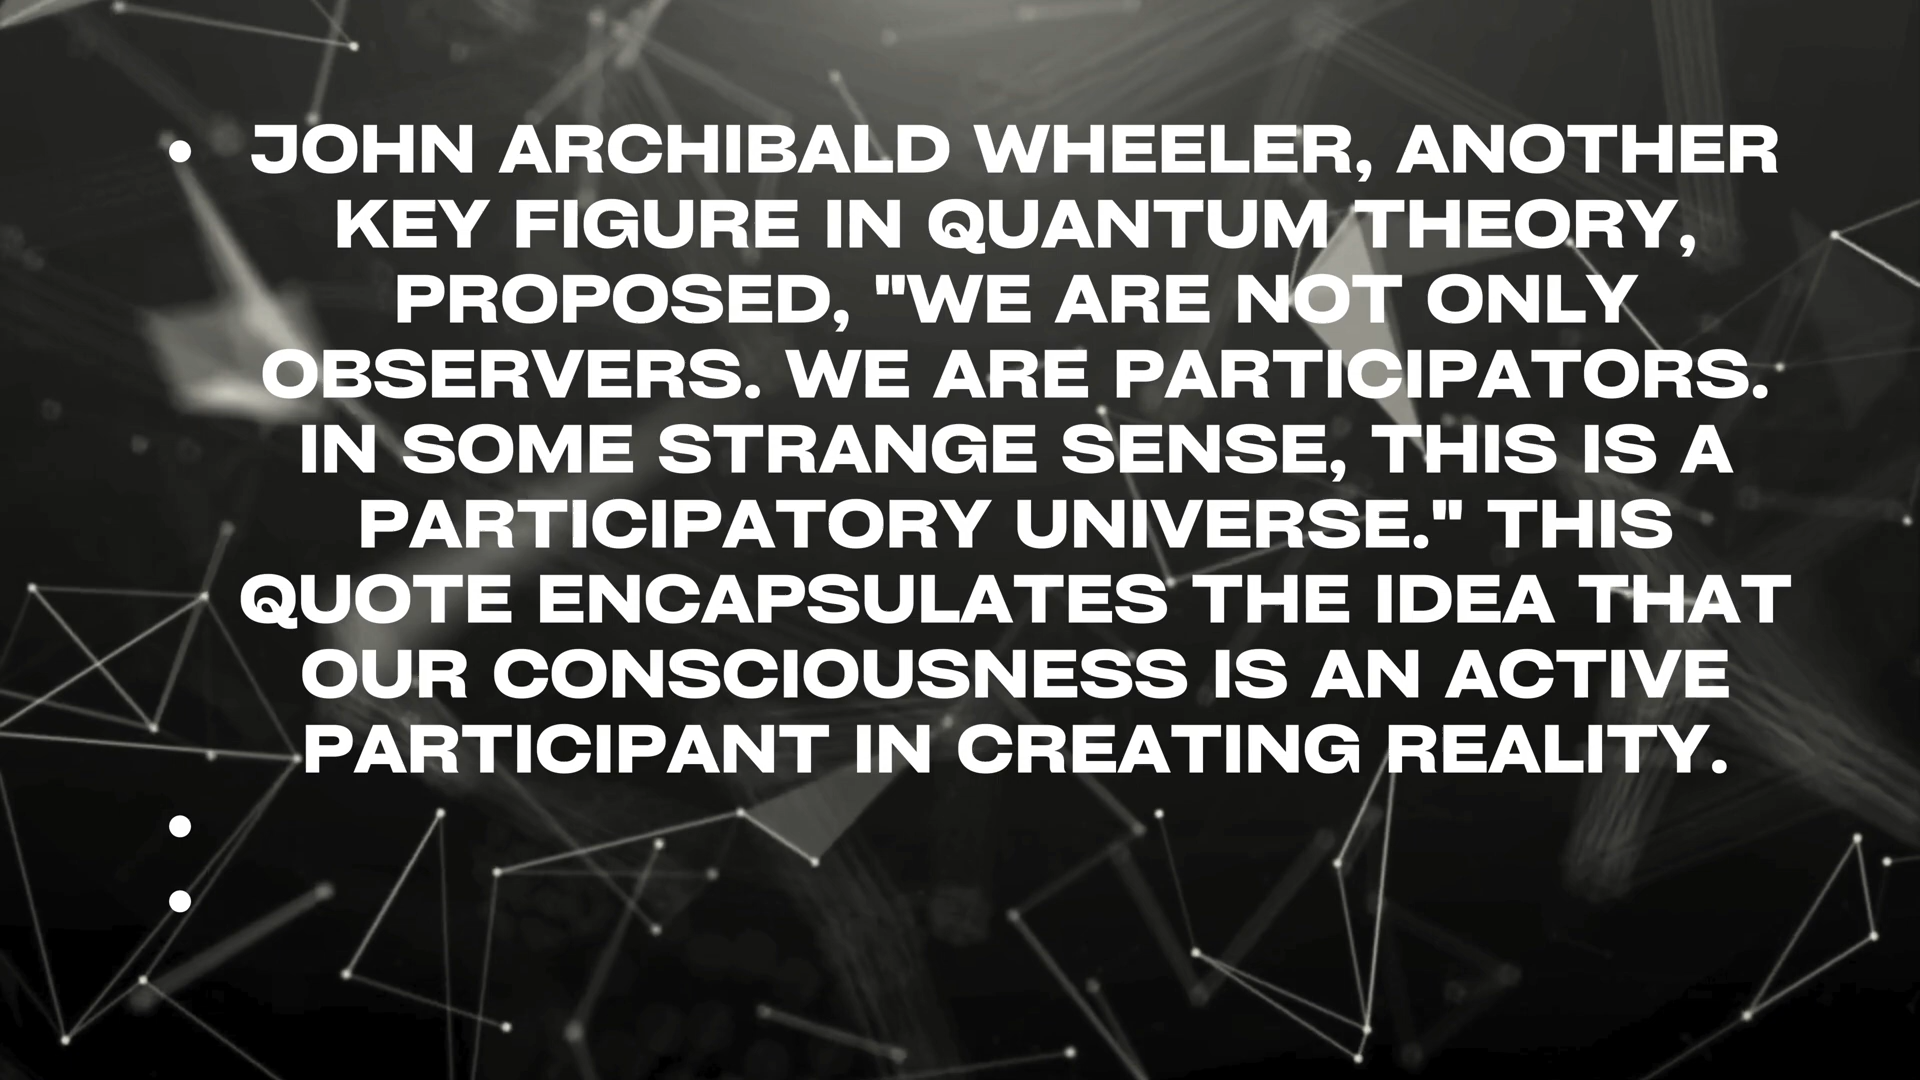 • JOHN ARCHIBALD WHEELER, ANOTHER
KEY FIGURE IN QUANTUM THEORY,
PROPOSED, "WE ARE NOT ONLY
OBSERVERS. WE ARE PARTICIPATORS.
IN SOME STRANGE SENSE, THIS IS A
PARTICIPATORY UNIVERSE." THIS
QUOTE ENCAPSULATES THE IDEA THAT
OUR CONSCIOUSNESS IS AN ACTIVE
PARTICIPANT IN CREATING REALITY.
•
•